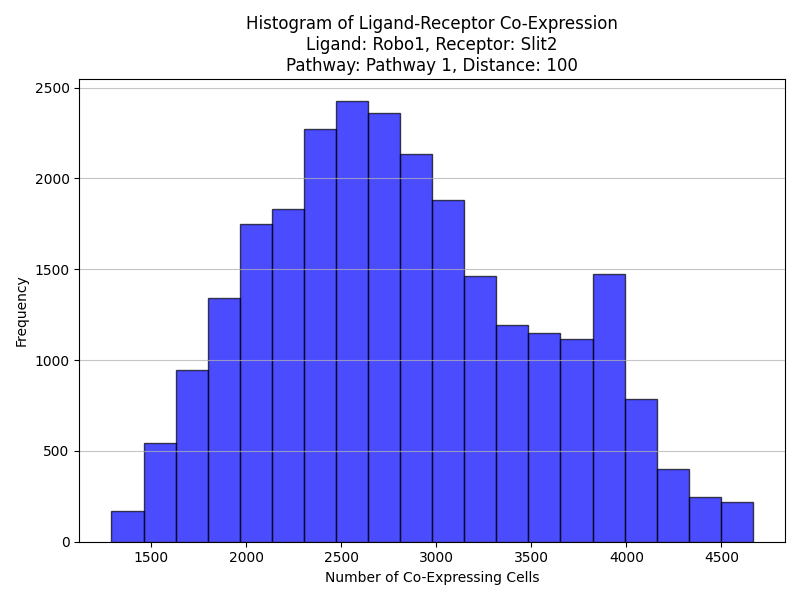 Histogram of Ligand-Receptor Co-Expression
Ligand: Robo1, Receptor: Slit2
Pathway: Pathway 1, Distance: 100
2500
2000
1500
1000
500
0
Frequency
1500 2000 2500 3000 3500 4000 4500
Number of Co-Expressing Cells